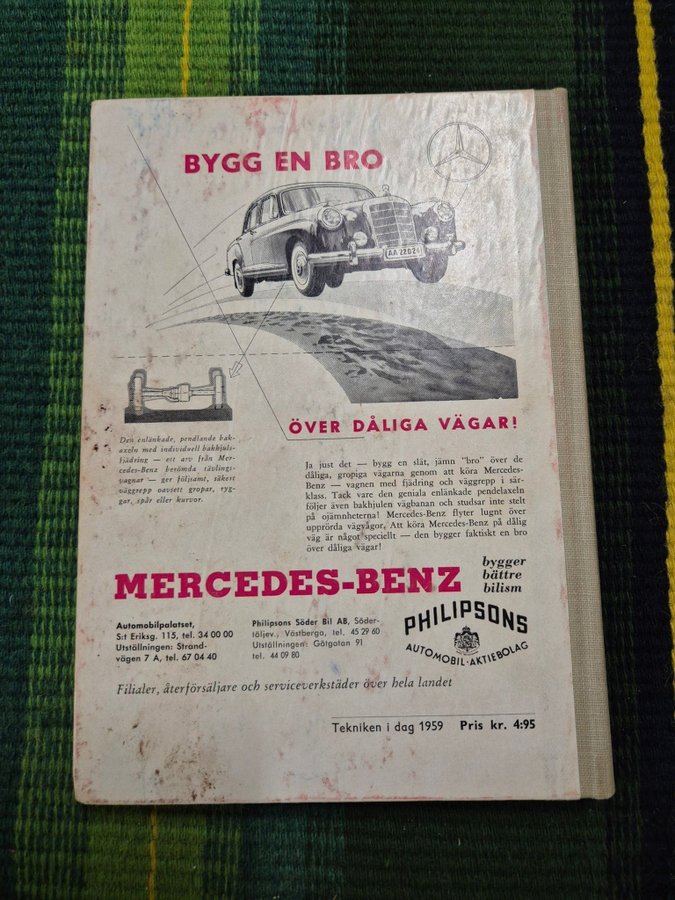 BYGG EN BRO
AA 22024
ÖVER DÅLIGA VÄGAR!
Den enlänkade, pendlande bak-
axeln med individuell bakhjuls-
fjädring — ett arv från Mer-
cedes-Benz berömda tävlings-
vagnar — ger följsamt, säkert
väggrepp oavsett gropar, ryg-
gar, spår eller kurvor.
Ja just det — bygg en slät, jämn "bro" över de
dåliga, gropiga vägarna genom att köra Mercedes-
Benz — vagnen med fjädring och väggrepp i sär-
klass. Tack vare den geniala enlänkade pendelaxeln
följer även bakhjulen vägbanan och studsar inte stelt
på ojämnheterna! Mercedes-Benz flyter lugnt över
upprörda vägvågor. Att köra Mercedes-Benz på dålig
väg är något speciellt — den bygger faktiskt en bro
över dåliga vägar!
MERCEDES-BENZ
bygger
bättre
bilism
Automobilpalatset,
S:t Eriksg. 115, tel. 34 00 00
Utställningen: Strand-
vägen 7 A, tel. 67 04 40
Philipsons Söder Bil AB, Söder-
täljev., Västberga, tel. 45 29 60
Utställningen: Götgatan 91
tel. 44 09 80
PHILIPSONS
AUTOMOBIL-AKTIEBOLAG
Filialer, återförsäljare och serviceverkstäder över hela landet
Tekniken i dag 1959 Pris kr. 4:95